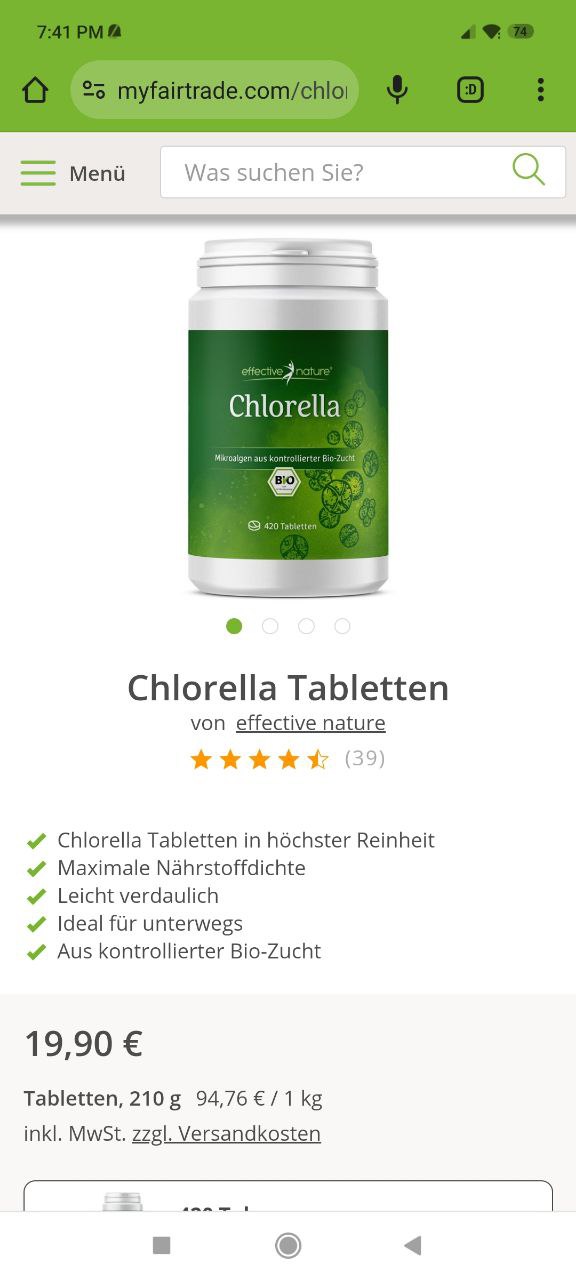 7:41 PM
74
myfairtrade.com/chlo
:D
Menü
Was suchen Sie?
effective nature®
Chlorella
Mikroalgen aus kontrollierter Bio-Zucht
BIO
420 Tabletten
Chlorella Tabletten
von effective nature
(39)
Chlorella Tabletten in höchster Reinheit
Maximale Nährstoffdichte
Leicht verdaulich
Ideal für unterwegs
Aus kontrollierter Bio-Zucht
19,90 €
Tabletten, 210 g 94,76 € / 1 kg
inkl. MwSt. zzgl. Versandkosten